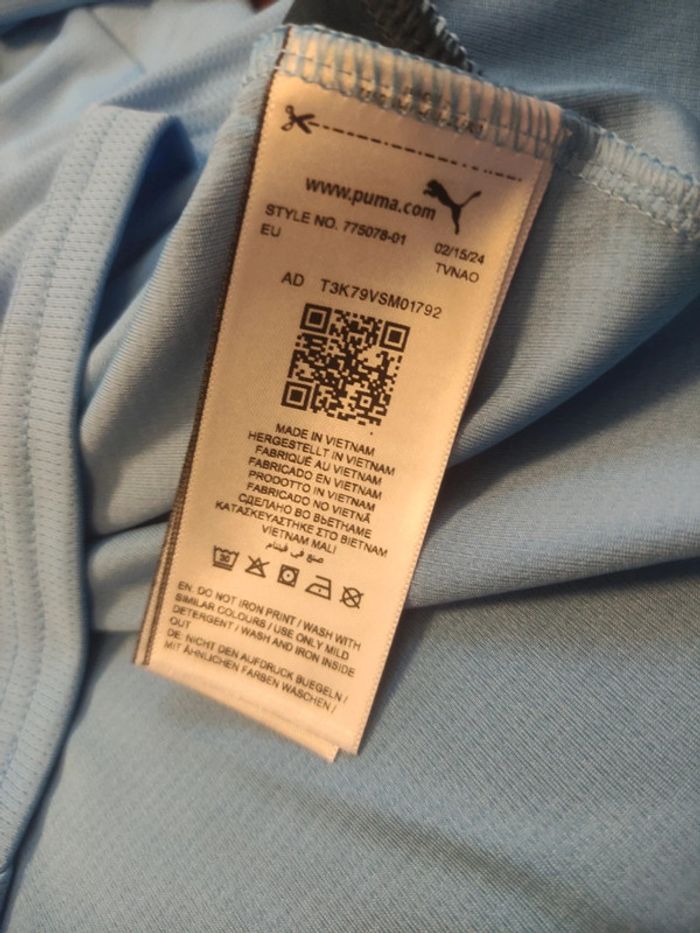 www.puma.com
STYLE NO. 775078-01
EU
02/15/24
TVNAO
AD T3K79VSM01792
MADE IN VIETNAM
HERGESTELLT IN VIETNAM
FABRIQUÉ AU VIETNAM
FABRICADO EN VIETNAM
PRODOTTO IN VIETNAM
FABRICADO NO VIETNÃ
СДЕЛАНО ВО ВЬЕТНАМЕ
ΚΑΤΑΣΚΕΥΑΣΤΗΚΕ ΣΤΟ ΒΙΕΤΝΑΜ
VIETNAM MALI
صنع في فيتنام
EN: DO NOT IRON PRINT / WASH WITH
SIMILAR COLOURS / USE ONLY MILD
DETERGENT / WASH AND IRON INSIDE
OUT
DE: NICHT DEN AUFDRUCK BUEGELN /
MIT ÄHNLICHEN FARBEN WASCHEN /